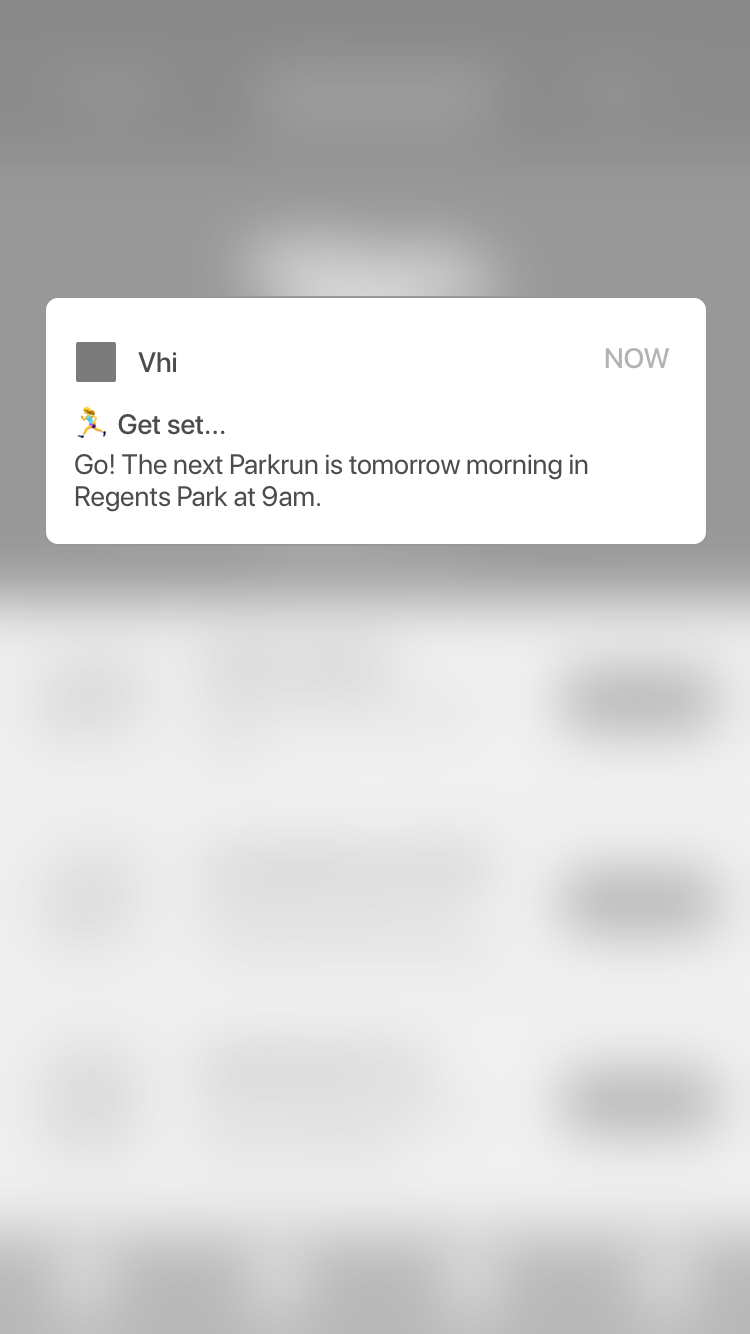 Vhi
NOW
🏃‍♀️ Get set...
Go! The next Parkrun is tomorrow morning in
Regents Park at 9am.